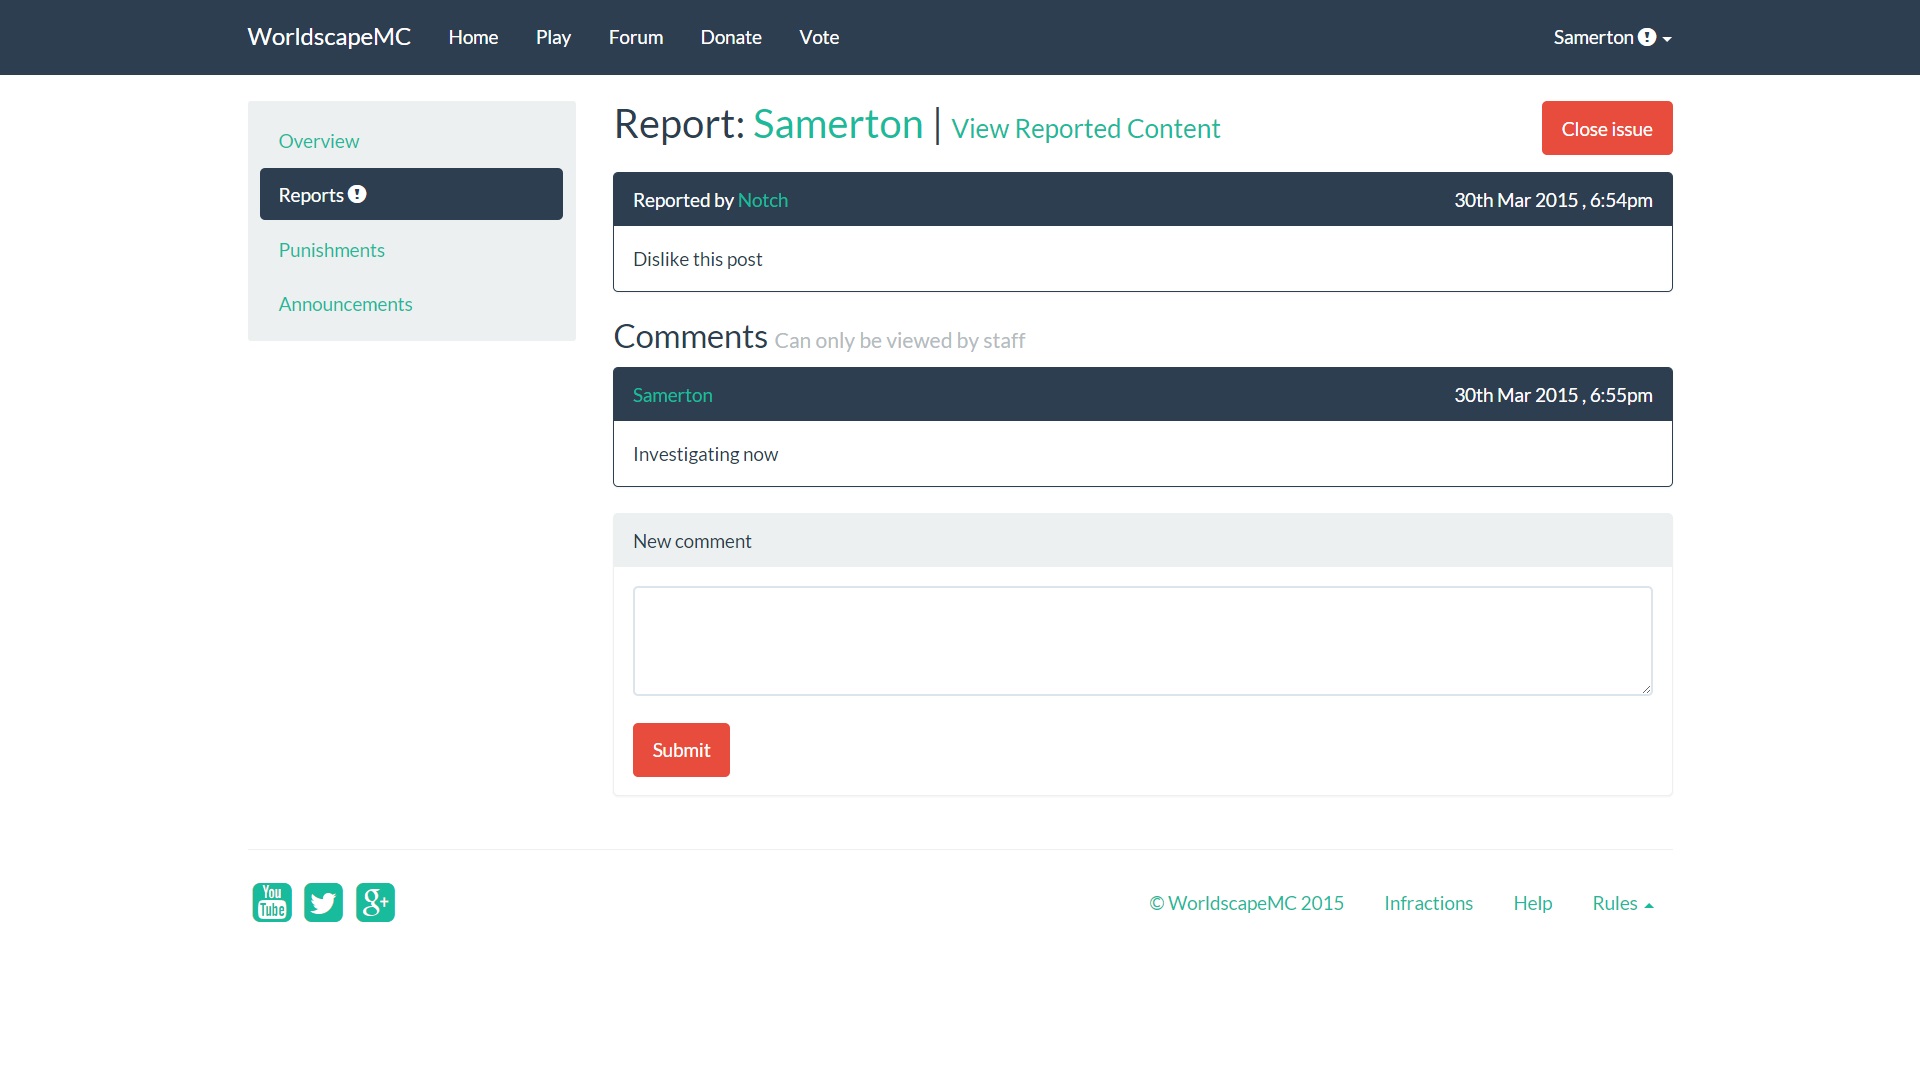 WorldscapeMC Home Play Forum Donate Vote Samerton
Overview
Reports
Punishments
Announcements
Report: Samerton | View Reported Content
Close issue
Reported by Notch 30th Mar 2015 , 6:54pm
Dislike this post
Comments Can only be viewed by staff
Samerton 30th Mar 2015 , 6:55pm
Investigating now
New comment
Submit
You
Tube
g+
© WorldscapeMC 2015 Infractions Help Rules